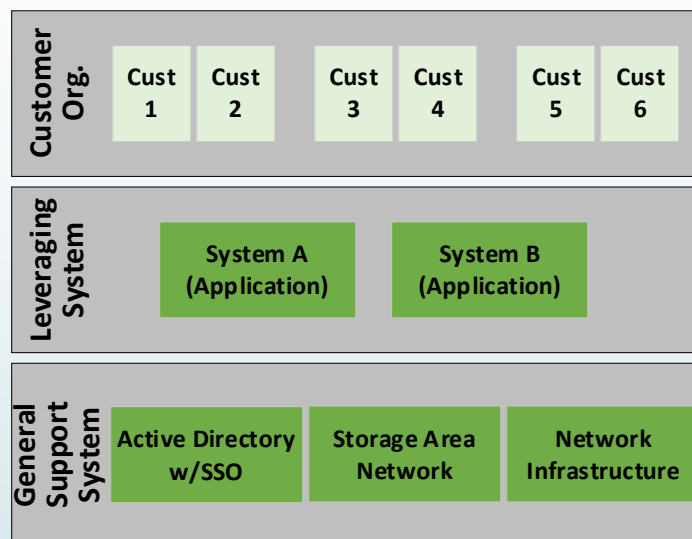 Customer
Org.
Cust
1
Cust
2
Cust
3
Cust
4
Cust
5
Cust
6
Leveraging
System
System A
(Application)
System B
(Application)
General
Support
System
Active Directory
w/SSO
Storage Area
Network
Network
Infrastructure